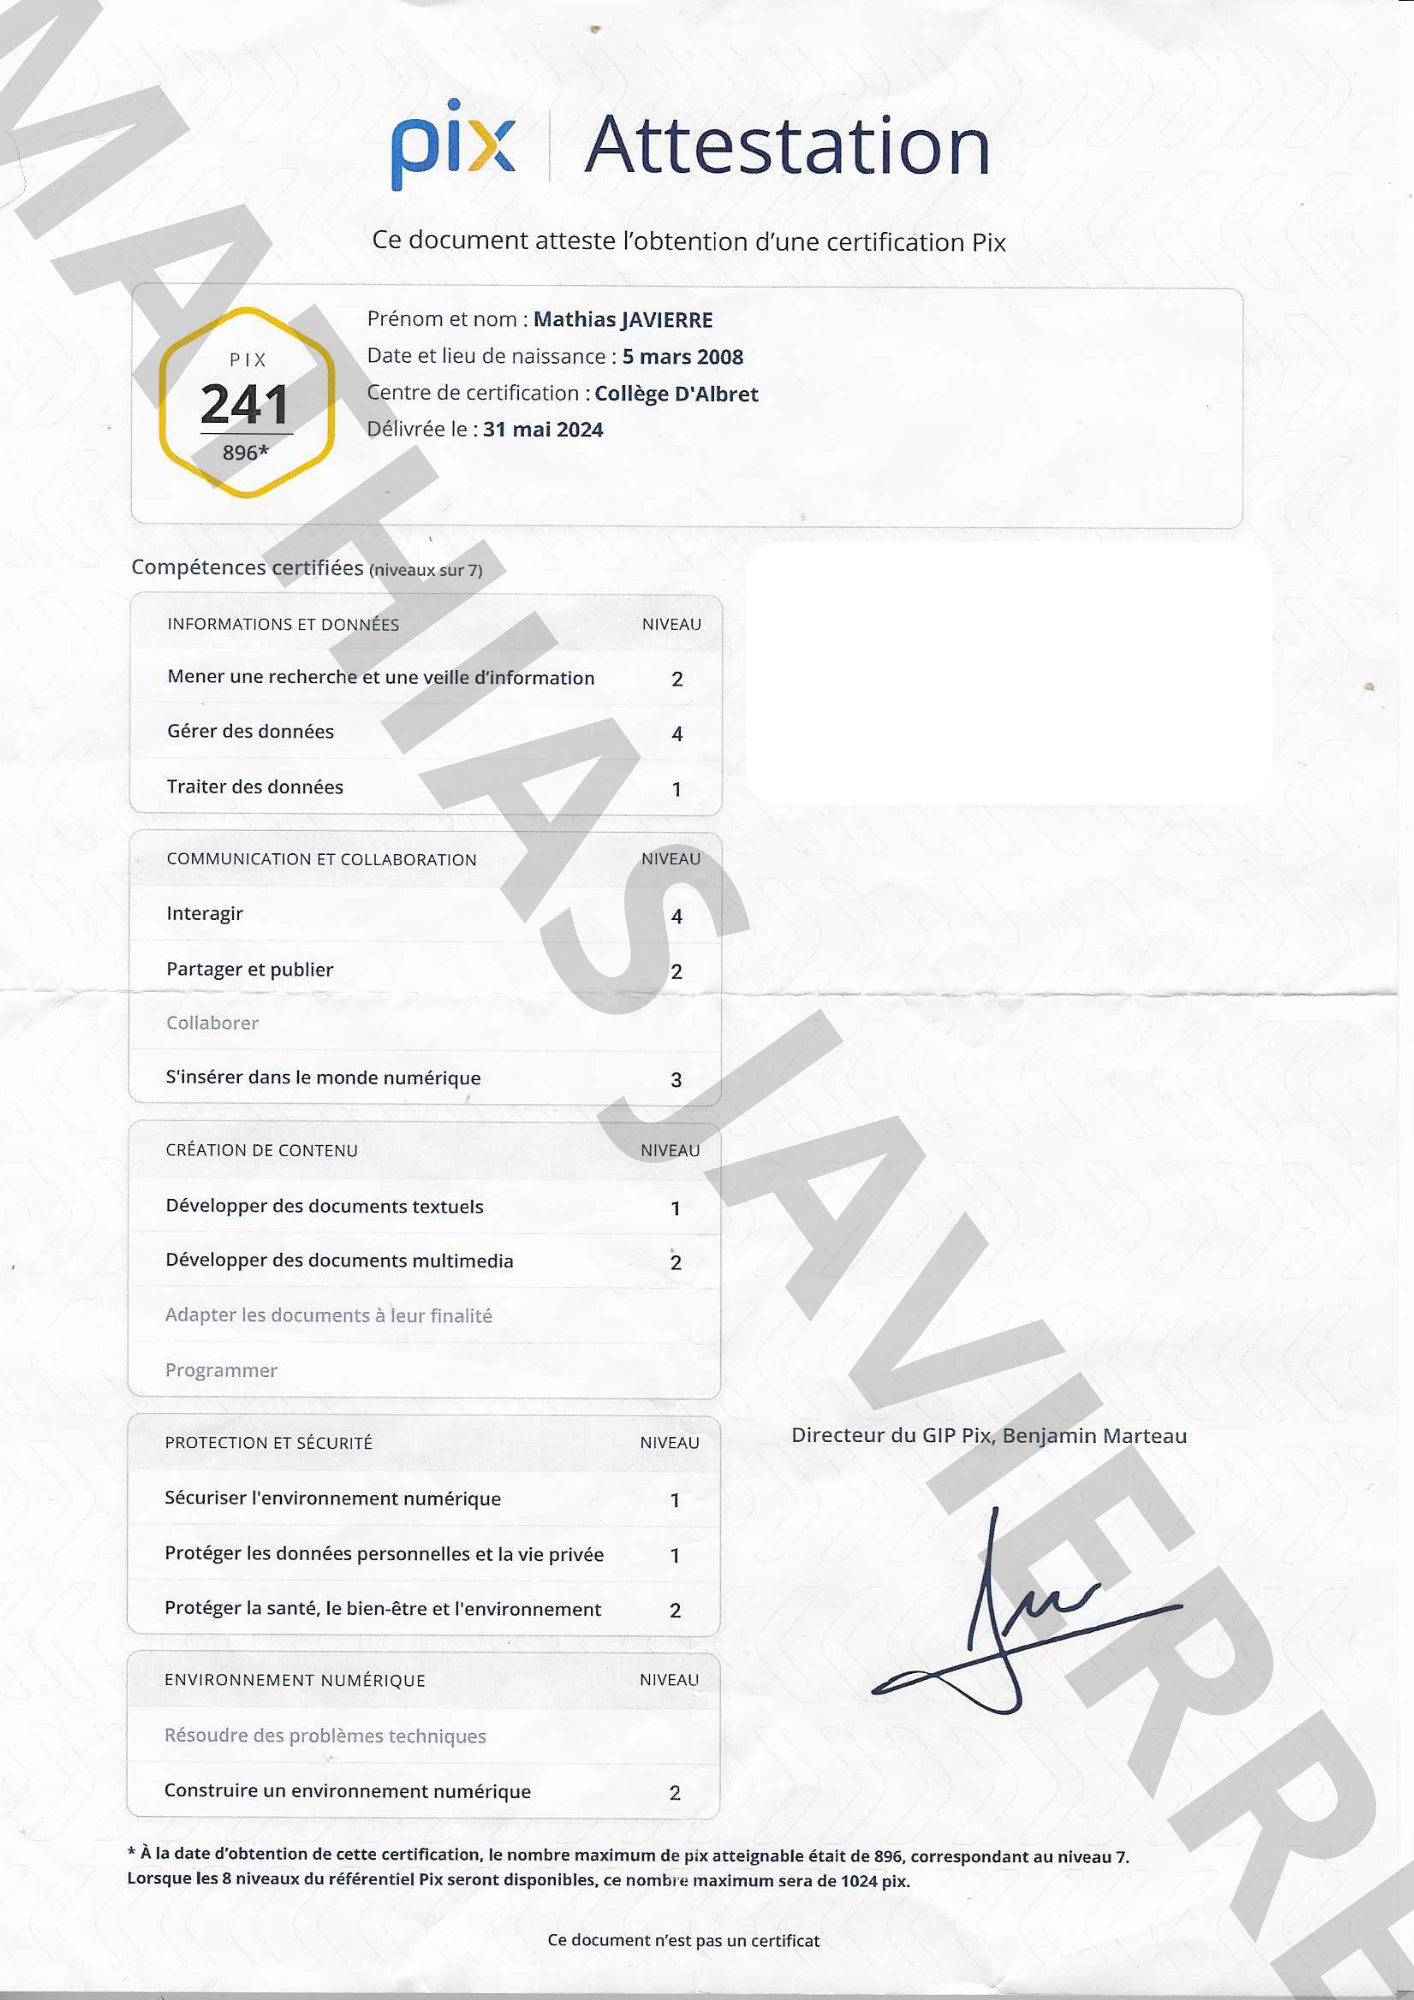 pix | Attestation
Ce document atteste l'obtention d'une certification Pix
PIX
241
896*
Prénom et nom : Mathias JAVIERRE
Date et lieu de naissance : 5 mars 2008
Centre de certification : Collège D'Albret
Délivrée le : 31 mai 2024
Compétences certifiées (niveaux sur 7)
INFORMATIONS ET DONNÉES NIVEAU
Mener une recherche et une veille d'information 2
Gérer des données 4
Traiter des données 1
COMMUNICATION ET COLLABORATION NIVEAU
Interagir 4
Partager et publier 2
Collaborer
S'insérer dans le monde numérique 3
CRÉATION DE CONTENU NIVEAU
Développer des documents textuels 1
Développer des documents multimedia 2
Adapter les documents à leur finalité
Programmer
PROTECTION ET SÉCURITÉ NIVEAU
Sécuriser l'environnement numérique 1
Protéger les données personnelles et la vie privée 1
Protéger la santé, le bien-être et l'environnement 2
ENVIRONNEMENT NUMÉRIQUE NIVEAU
Résoudre des problèmes techniques
Construire un environnement numérique 2
Directeur du GIP Pix, Benjamin Marteau
* À la date d'obtention de cette certification, le nombre maximum de pix atteignable était de 896, correspondant au niveau 7.
Lorsque les 8 niveaux du référentiel Pix seront disponibles, ce nombre maximum sera de 1024 pix.
Ce document n'est pas un certificat
MATHIAS JAVIERRE